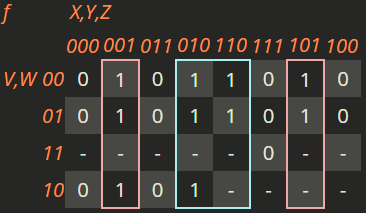 f X,Y,Z
000 001 011 010 110 111 101 100
V,W 00 0 1 0 1 1 0 1 0
01 0 1 0 1 1 0 1 0
11 - - - - - 0 - -
10 0 1 0 1 - - - -